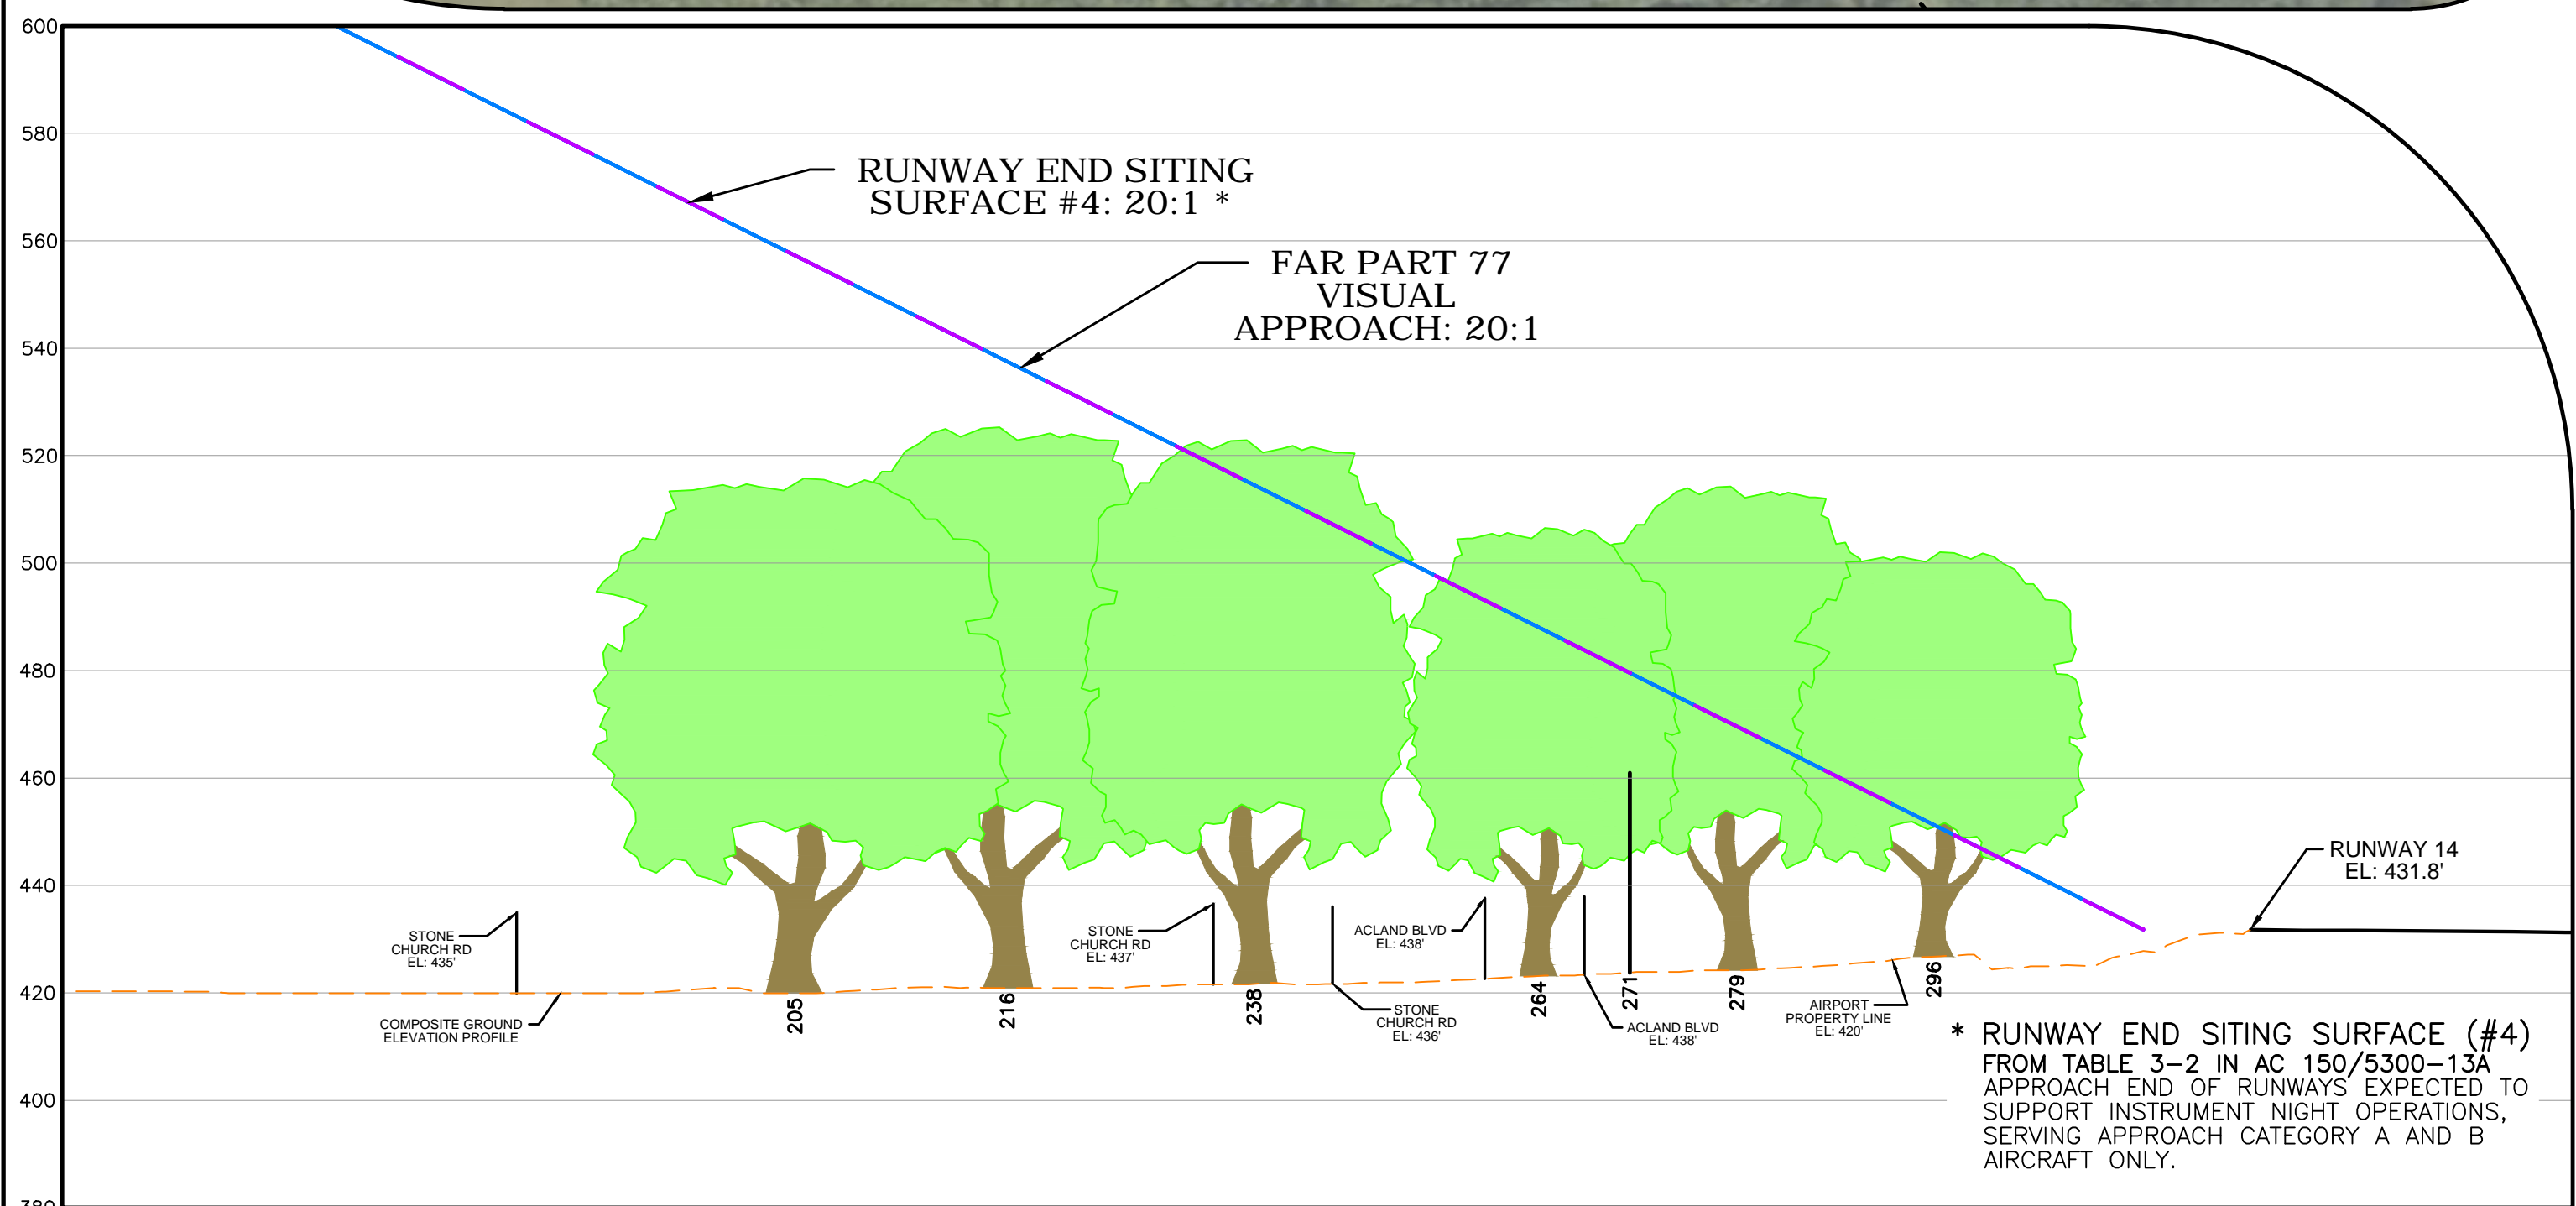 600
580
560
540
520
500
480
460
440
420
400
RUNWAY END SITING
SURFACE #4: 20:1 *
FAR PART 77
VISUAL
APPROACH: 20:1
RUNWAY 14
EL: 431.8'
STONE
CHURCH RD
EL: 435'
COMPOSITE GROUND
ELEVATION PROFILE
STONE
CHURCH RD
EL: 437'
STONE
CHURCH RD
EL: 436'
ACLAND BLVD
EL: 438'
ACLAND BLVD
EL: 438'
AIRPORT
PROPERTY LINE
EL: 420'
205
216
238
264
271
279
296
* RUNWAY END SITING SURFACE (#4)
FROM TABLE 3-2 IN AC 150/5300-13A
APPROACH END OF RUNWAYS EXPECTED TO
SUPPORT INSTRUMENT NIGHT OPERATIONS,
SERVING APPROACH CATEGORY A AND B
AIRCRAFT ONLY.